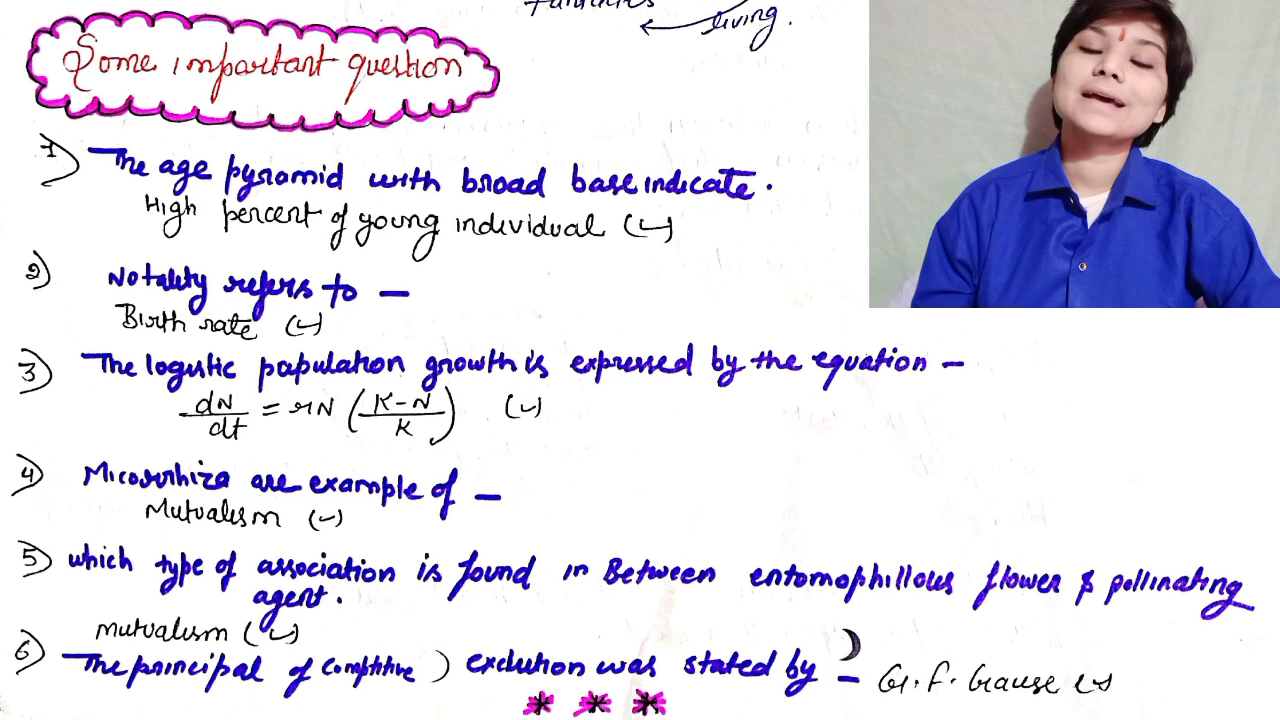 living.
Some important question
1) The age pyramid with broad base indicate.
High percent of young individual (✓)
2) Notality refers to —
Birth rate (✓)
3) The logistic papulation growth is expressed by the equation —
dN/dt = rN (K-N/K) (✓)
4) Micorrhiza are example of —
Mutualism (✓)
5) which type of association is found in Between entomophillous flower & pollinating
agent.
mutualism (✓)
6) The principal of comptitive ) exclution was stated by — G.F. Gause